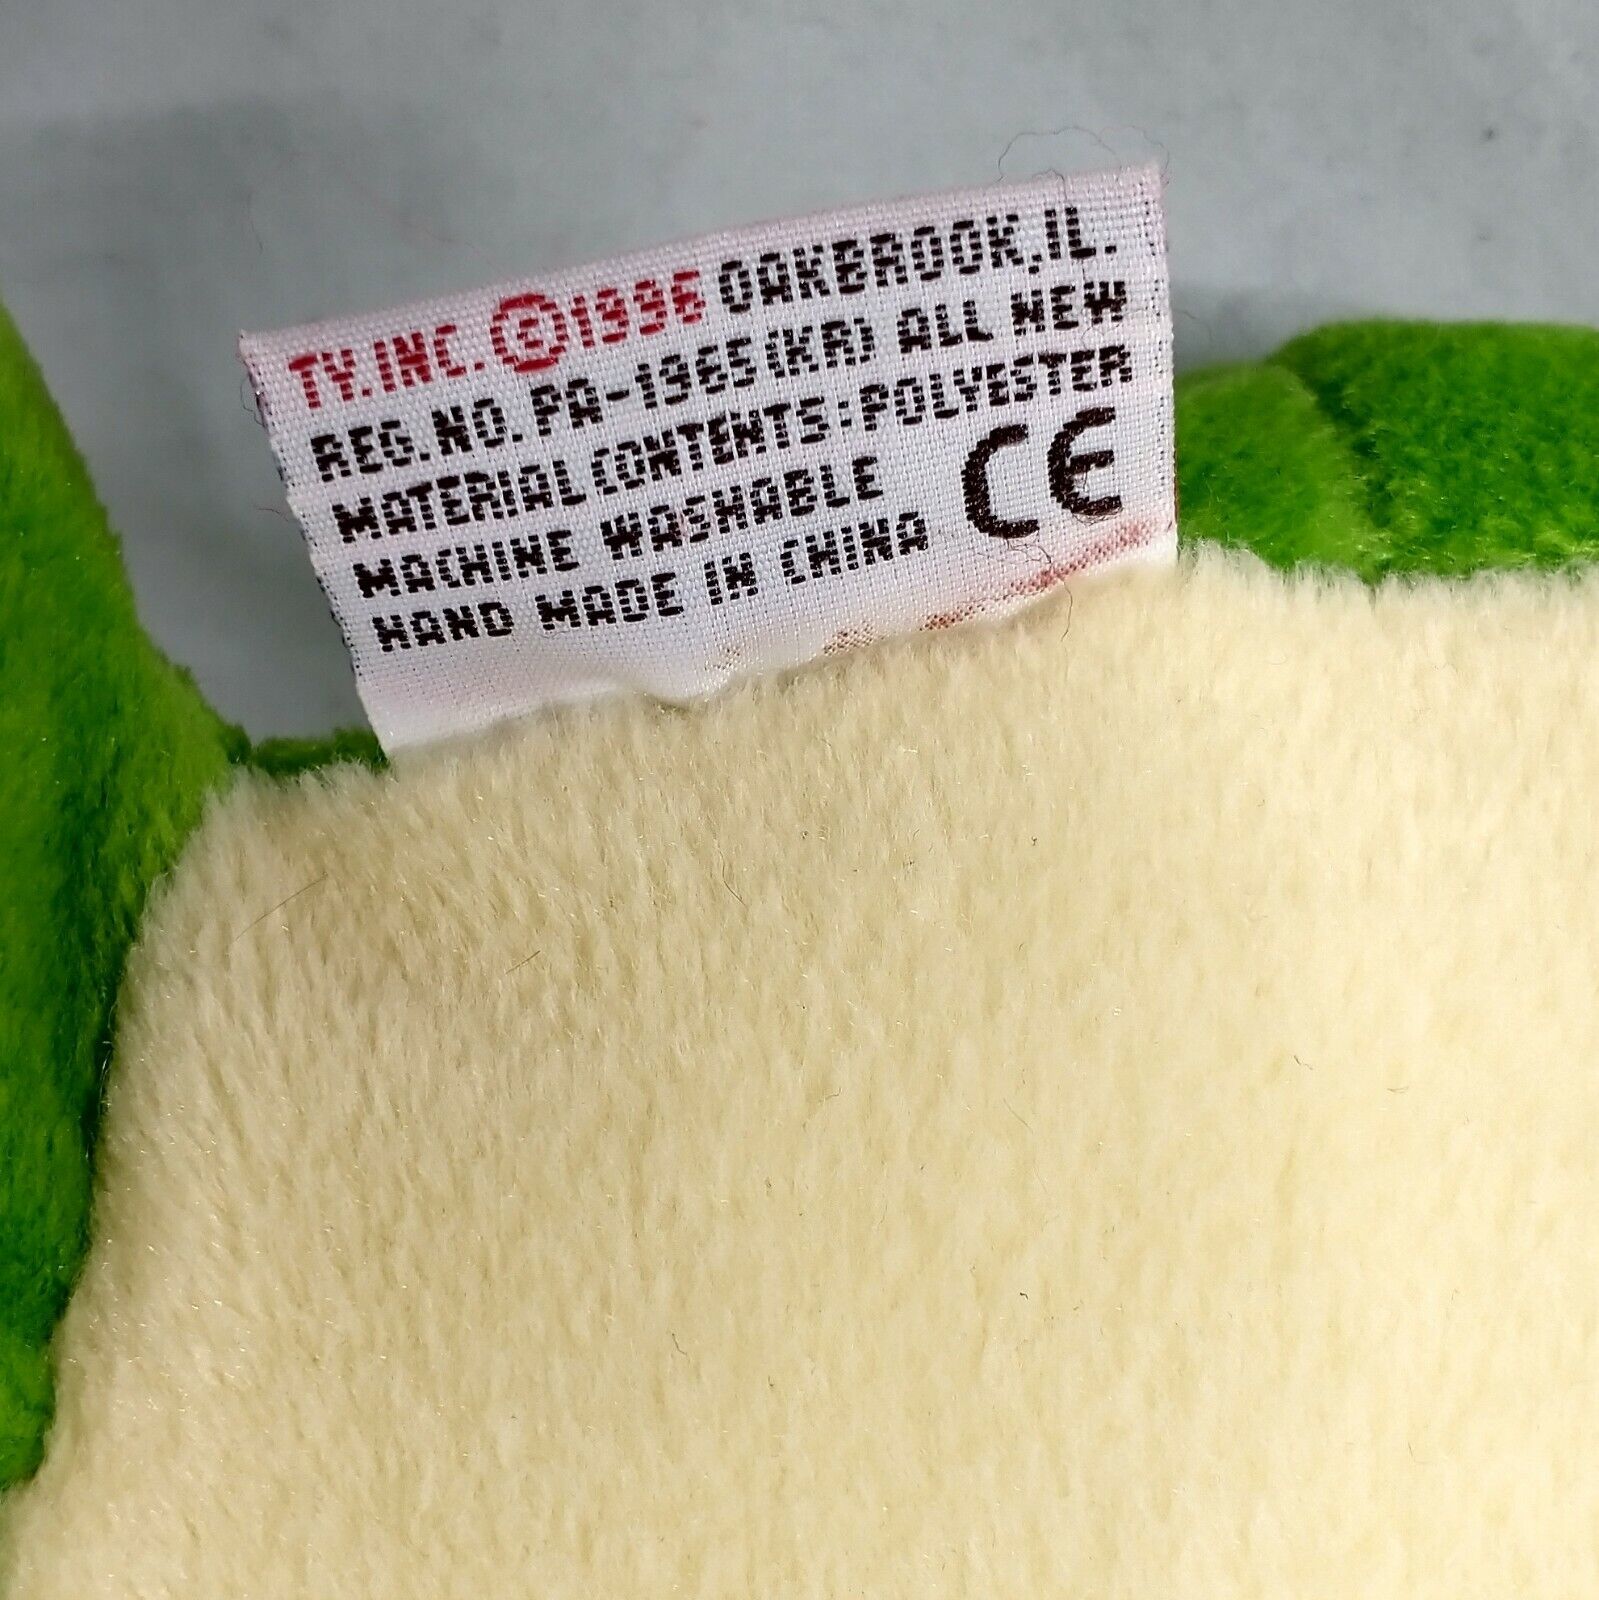 TY.INC.©1996 OAKBROOK,IL.
REG.NO. PA-1965(KR) ALL NEW
MATERIAL CONTENTS:POLYESTER
MACHINE WASHABLE
HAND MADE IN CHINA CE